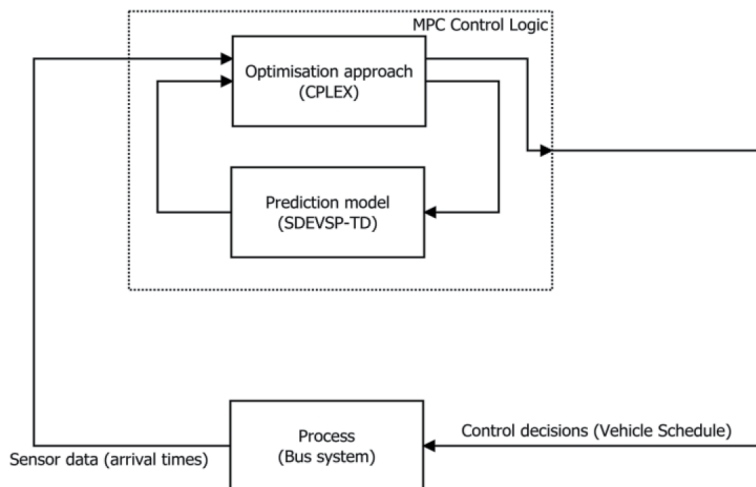 MPC Control Logic
Optimisation approach
(CPLEX)
Prediction model
(SDEVSP-TD)
Process
(Bus system)
Control decisions (Vehicle Schedule)
Sensor data (arrival times)